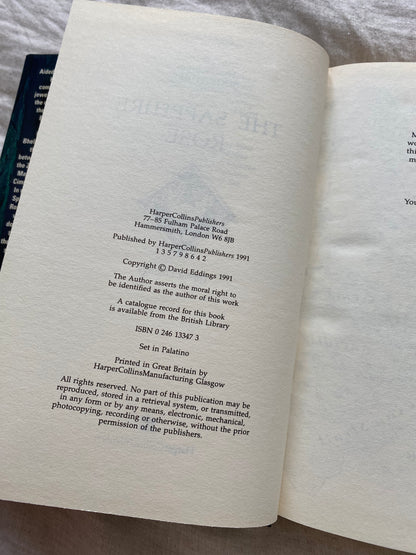 HarperCollinsPublishers
77–85 Fulham Palace Road
Hammersmith, London W6 8JB
Published by HarperCollinsPublishers 1991
1 3 5 7 9 8 6 4 2
Copyright © David Eddings 1991
The Author asserts the moral right to
be identified as the author of this work
A catalogue record for this book
is available from the British Library
ISBN 0 246 13347 3
Set in Palatino
Printed in Great Britain by
HarperCollinsManufacturing Glasgow
All rights reserved. No part of this publication may be
reproduced, stored in a retrieval system, or transmitted,
in any form or by any means, electronic, mechanical,
photocopying, recording or otherwise, without the prior
permission of the publishers.